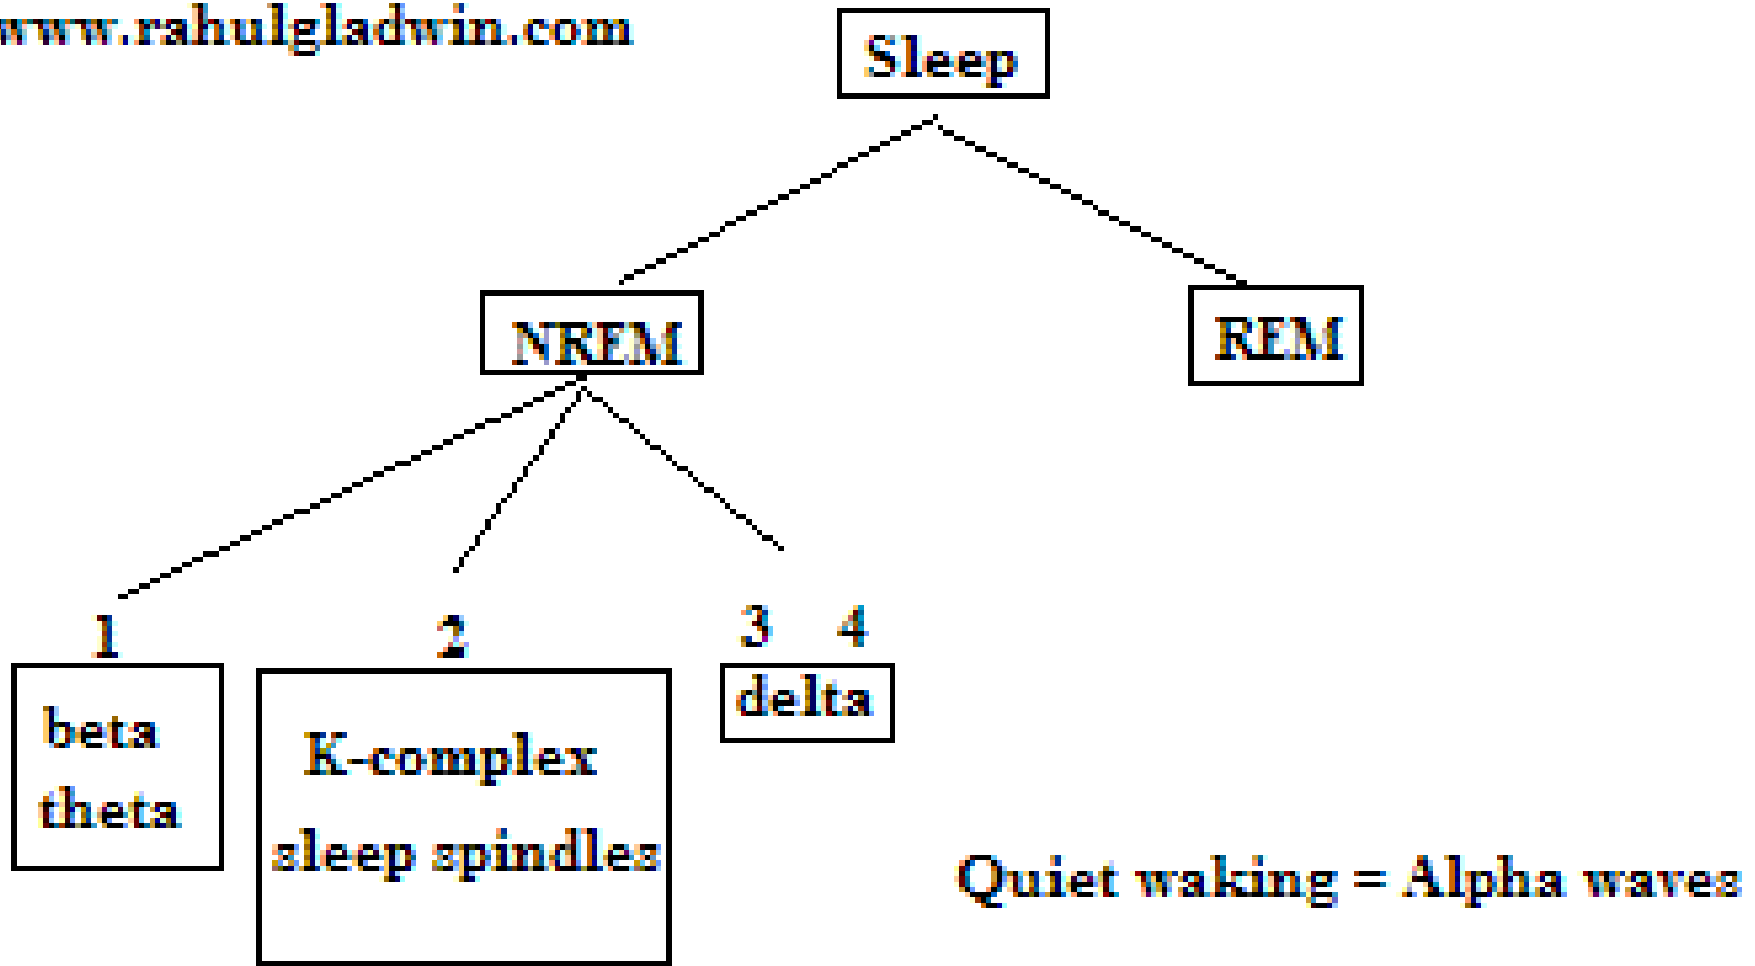 www.rahulgladwin.com
Sleep
NREM
REM
1
2
3 4
beta
theta
K-complex
sleep spindles
delta
Quiet waking = Alpha waves